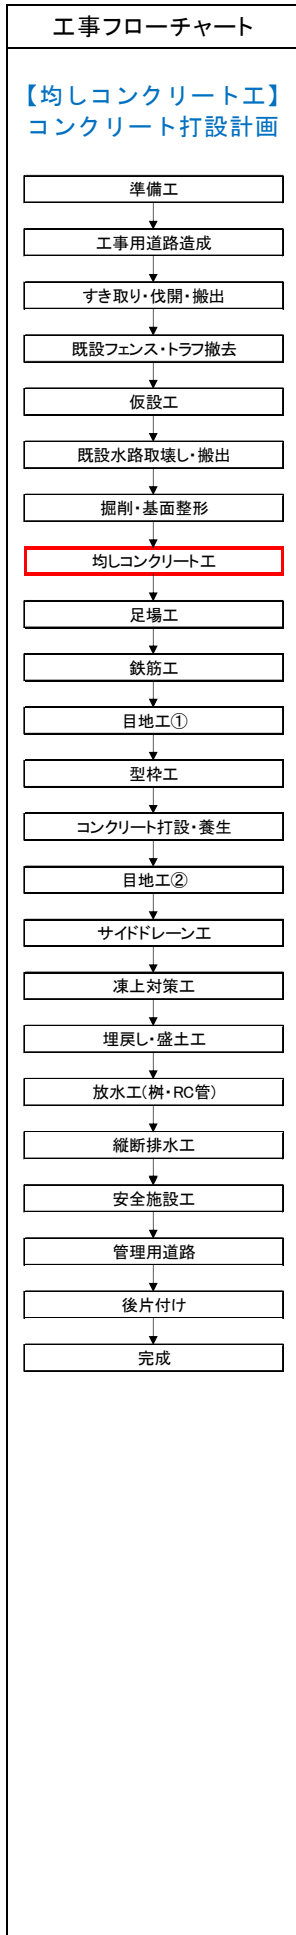 工事フローチャート
【均しコンクリート工】
コンクリート打設計画
準備工
工事用道路造成
すき取り・伐開・搬出
既設フェンス・トラフ撤去
仮設工
既設水路取壊し・搬出
掘削・基面整形
均しコンクリート工
足場工
鉄筋工
目地工①
型枠工
コンクリート打設・養生
目地工②
サイドドレーン工
凍上対策工
埋戻し・盛土工
放水工(桝・RC管)
縦断排水工
安全施設工
管理用道路
後片付け
完成